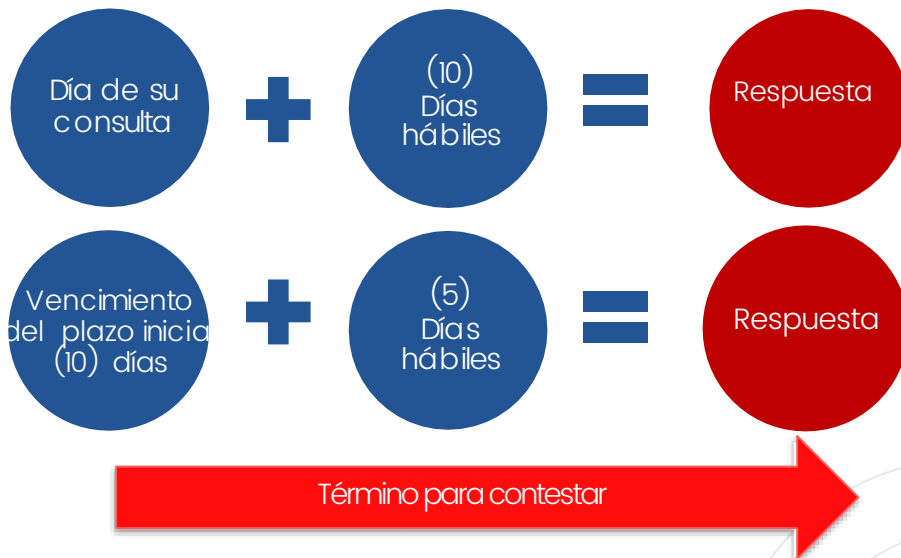 Día de su
consulta
(10)
Días
hábiles
Respuesta
Vencimiento
del plazo inicia
(10) días
(5)
Días
hábiles
Respuesta
Término para contestar